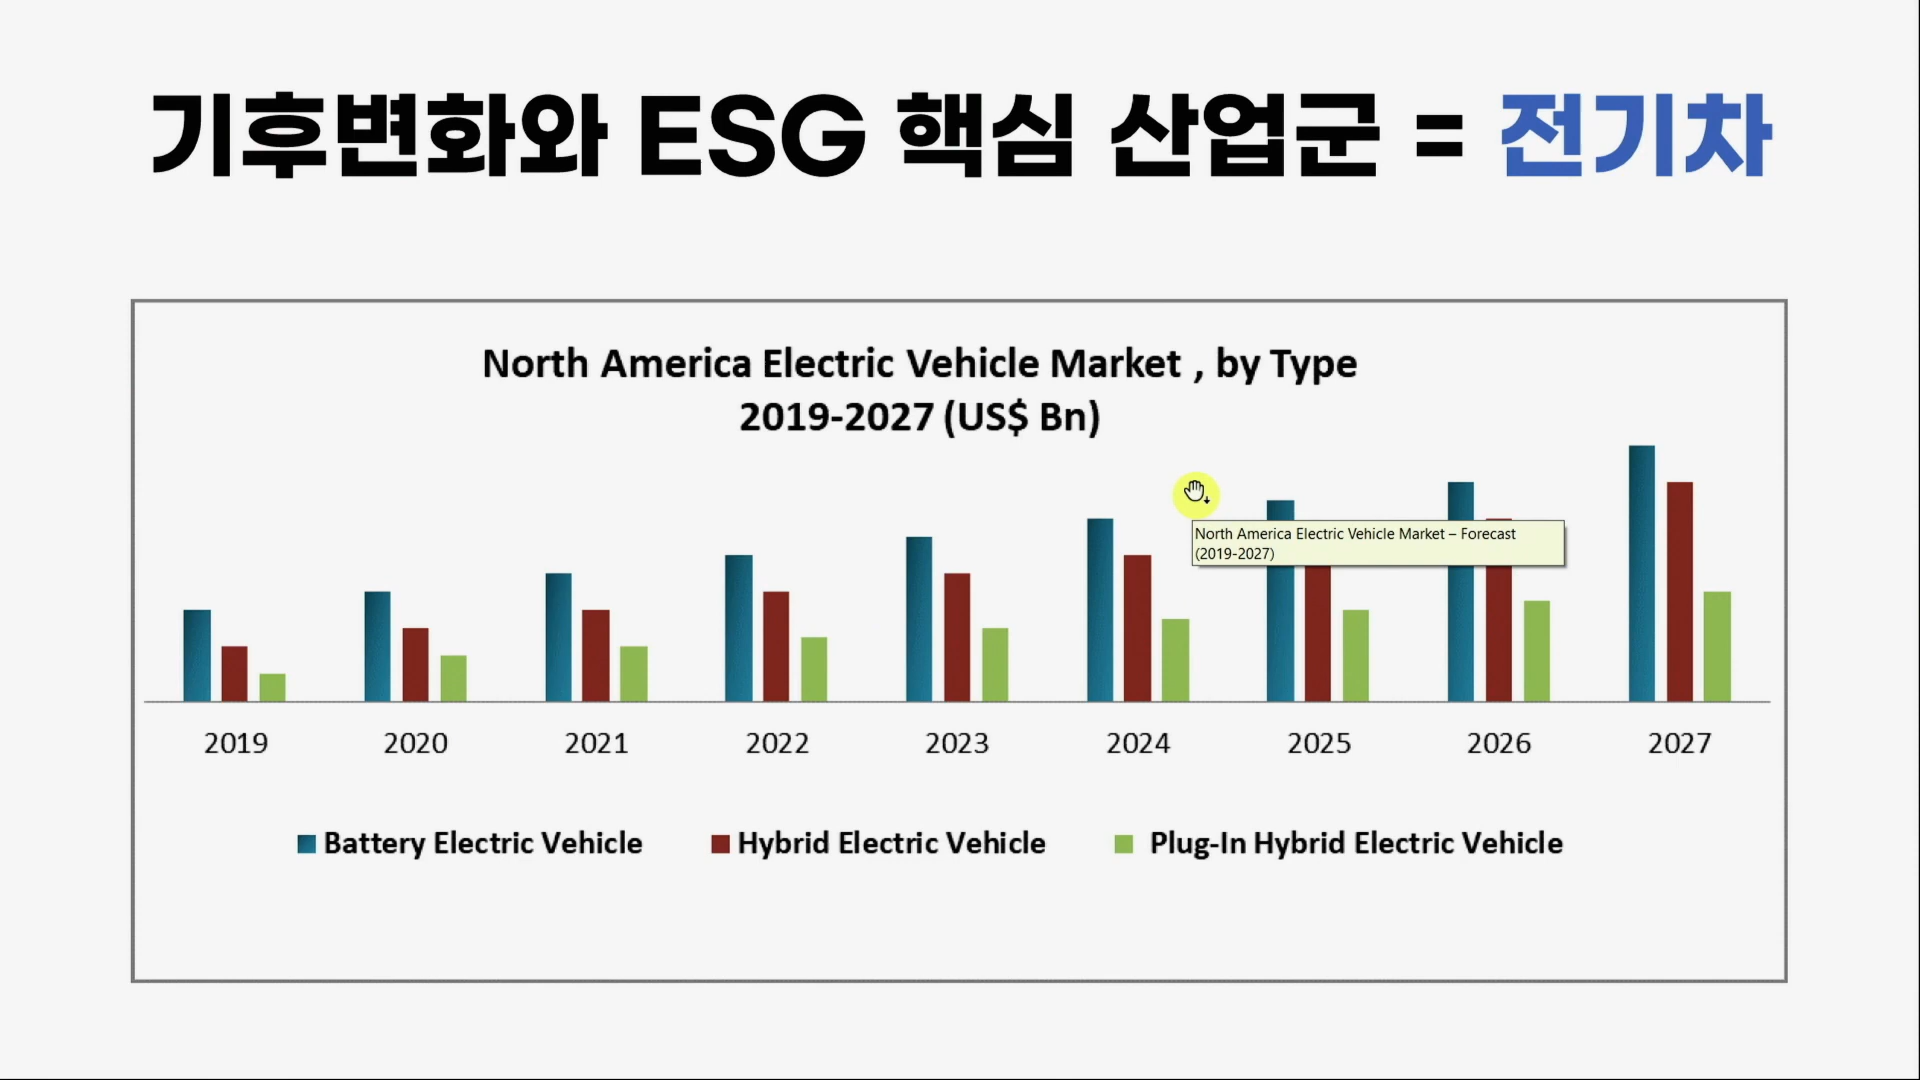 기후변화와 ESG 핵심 산업군 = 전기차
North America Electric Vehicle Market , by Type
2019-2027 (US$ Bn)
North America Electric Vehicle Market – Forecast
(2019-2027)
2019 2020 2021 2022 2023 2024 2025 2026 2027
Battery Electric Vehicle Hybrid Electric Vehicle Plug-In Hybrid Electric Vehicle